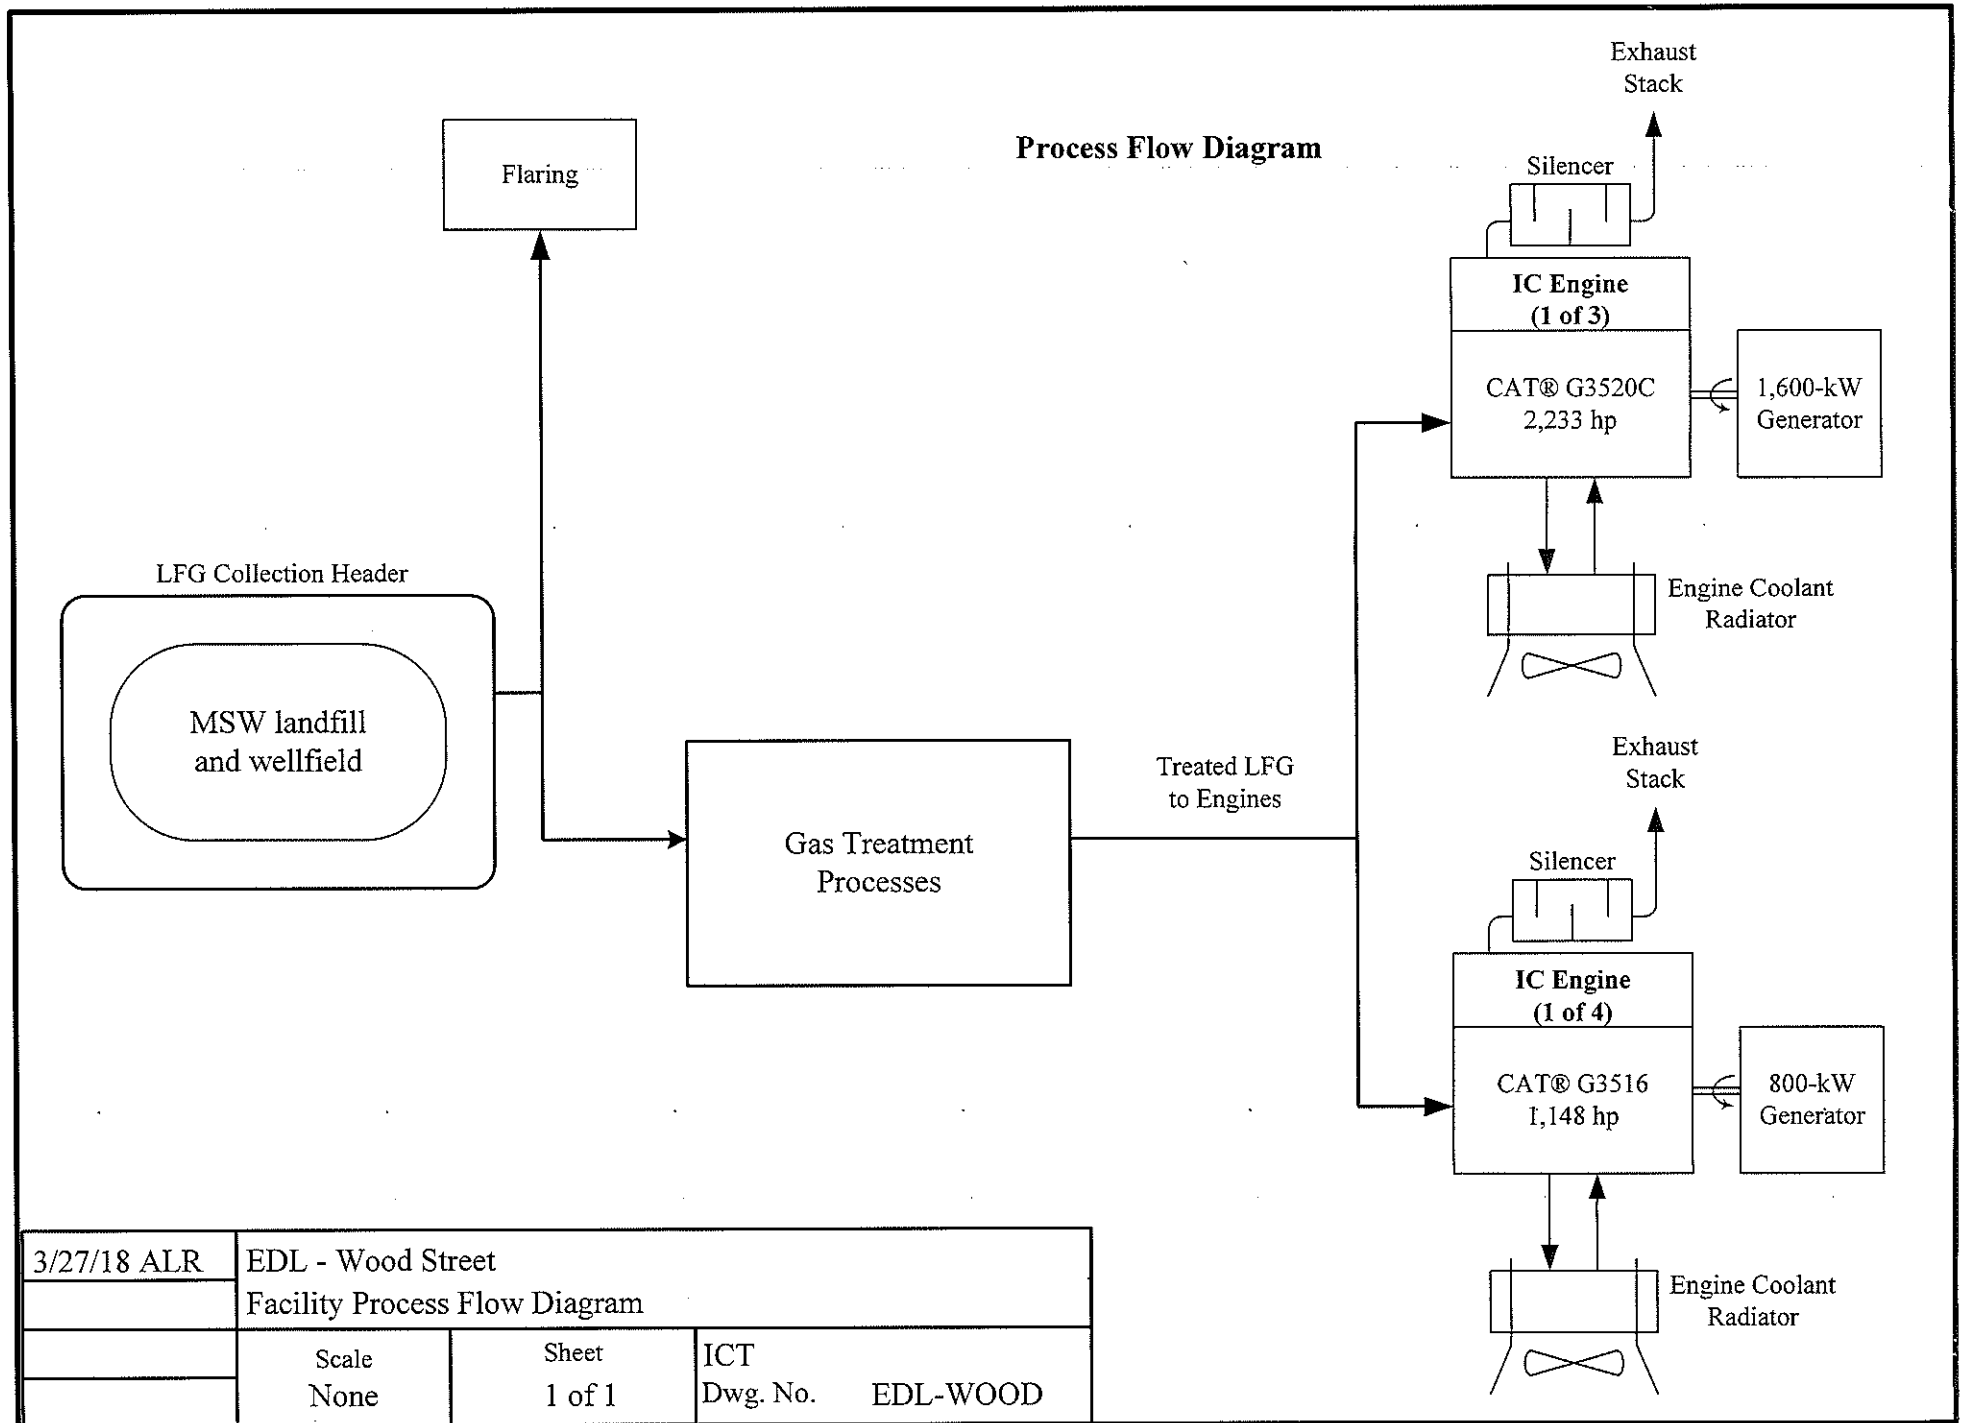 Exhaust
Stack
Process Flow Diagram
Flaring
Silencer
IC Engine
(1 of 3)
CAT® G3520C
2,233 hp
1,600-kW
Generator
LFG Collection Header
Engine Coolant
Radiator
MSW landfill
and wellfield
Gas Treatment
Processes
Treated LFG
to Engines
Exhaust
Stack
Silencer
IC Engine
(1 of 4)
CAT® G3516
1,148 hp
800-kW
Generator
Engine Coolant
Radiator
3/27/18 ALR
EDL - Wood Street
Facility Process Flow Diagram
Scale
None
Sheet
1 of 1
ICT
Dwg. No. EDL-WOOD